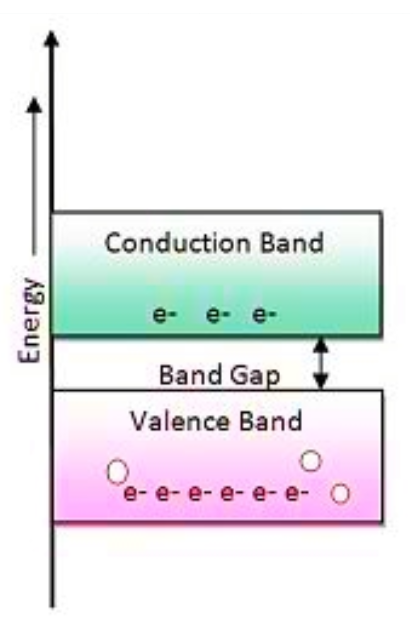 Conduction Band
e- e- e-
Energy
Band Gap
Valence Band
e- e- e- e- e- e-